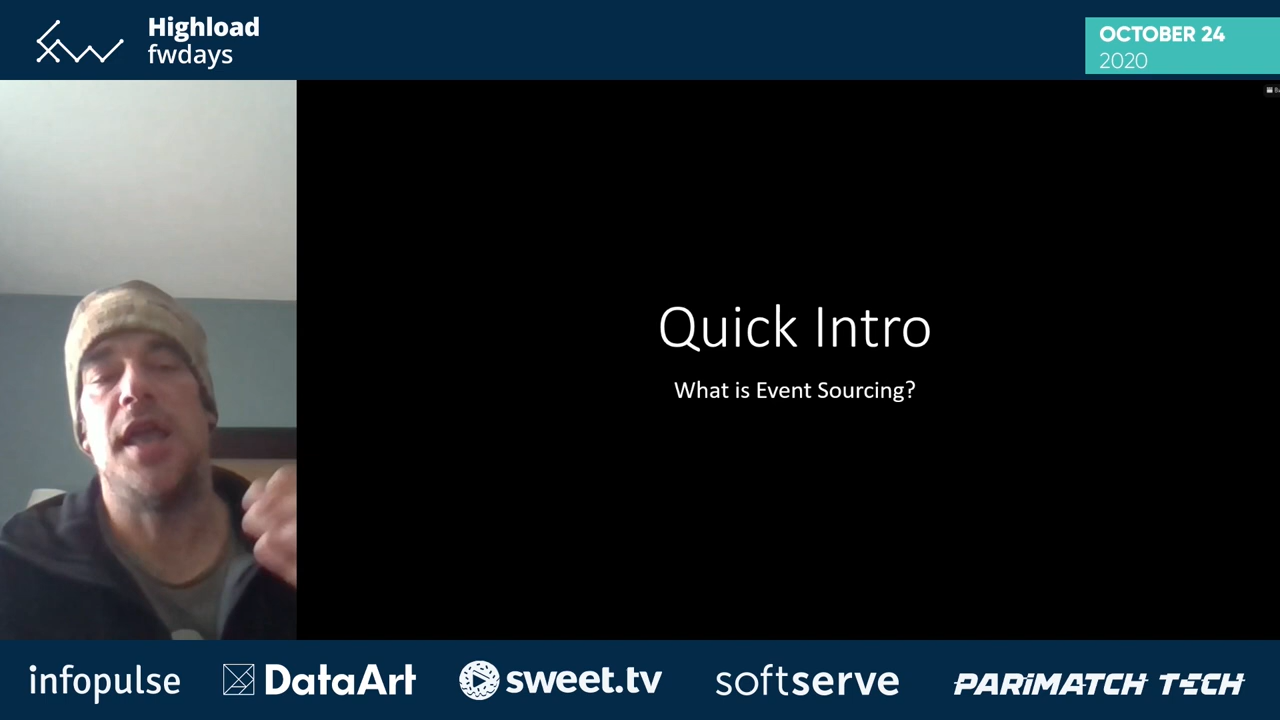 Highload
fwdays
OCTOBER 24
2020
Quick Intro
What is Event Sourcing?
infopulse
DataArt
sweet.tv
softserve
PARIMATCH TECH